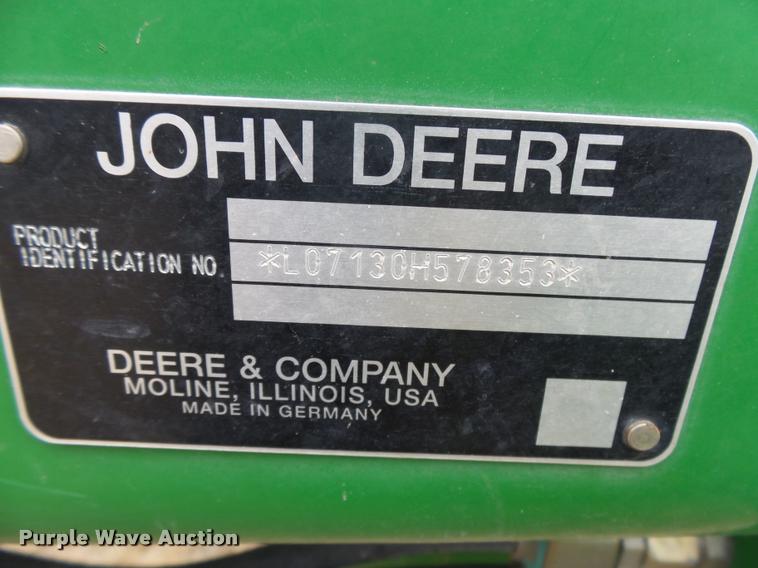 JOHN DEERE
PRODUCT
IDENTIFICATION NO.
*L07130H578353*
DEERE & COMPANY
MOLINE, ILLINOIS, USA
MADE IN GERMANY
Purple Wave Auction